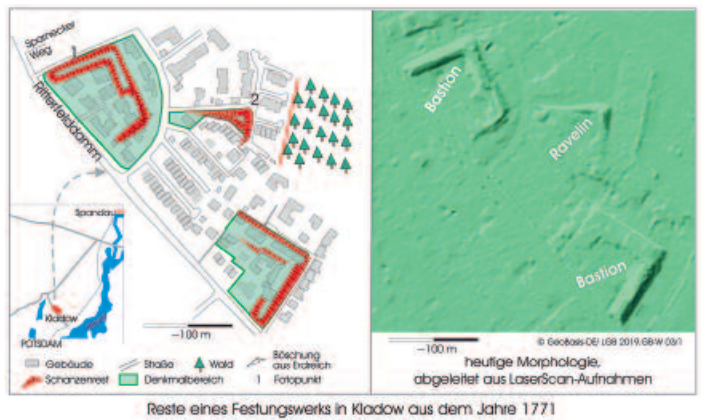 Sparnecker
Weg
1
Ritterfelddamm
2
Spandau
Kladow
POTSDAM
~100 m
Gebäude
Straße
Wald
Böschung
aus Erdreich
Schanzenrest
Denkmalbereich
1 Fotopunkt
Bastion
Ravelin
Bastion
~100 m
© GeoBasis-DE/ LGB 2019,GB-W 03/1
heutige Morphologie,
abgeleitet aus LaserScan-Aufnahmen
Reste eines Festungswerks in Kladow aus dem Jahre 1771